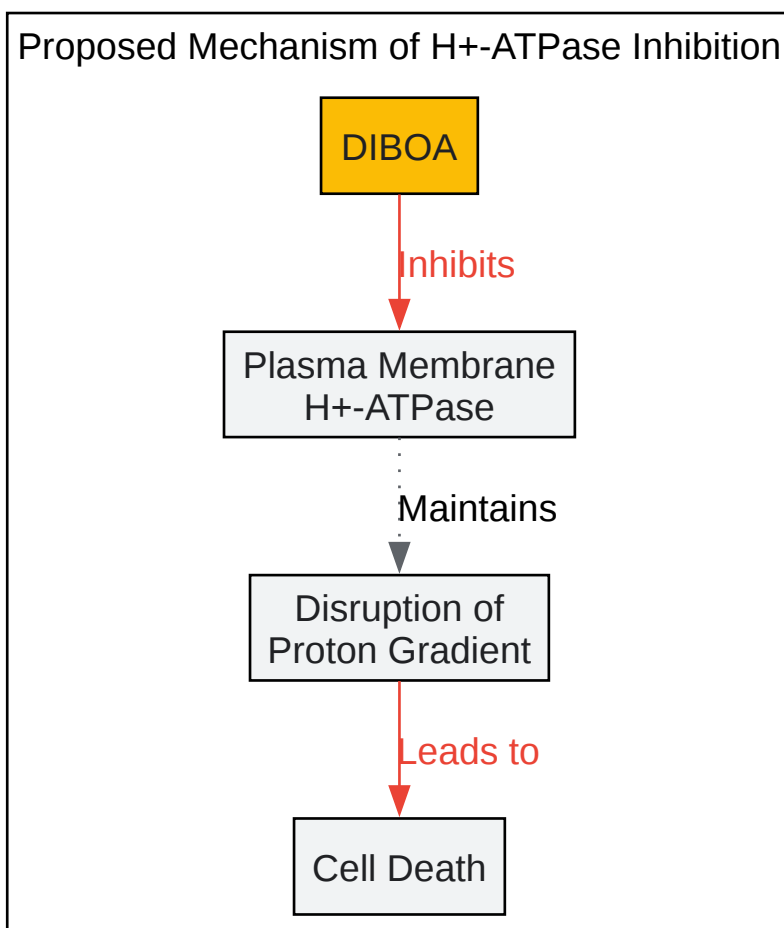 Proposed Mechanism of H+-ATPase Inhibition
DIBOA
Inhibits
Plasma Membrane
H+-ATPase
Maintains
Disruption of
Proton Gradient
Leads to
Cell Death